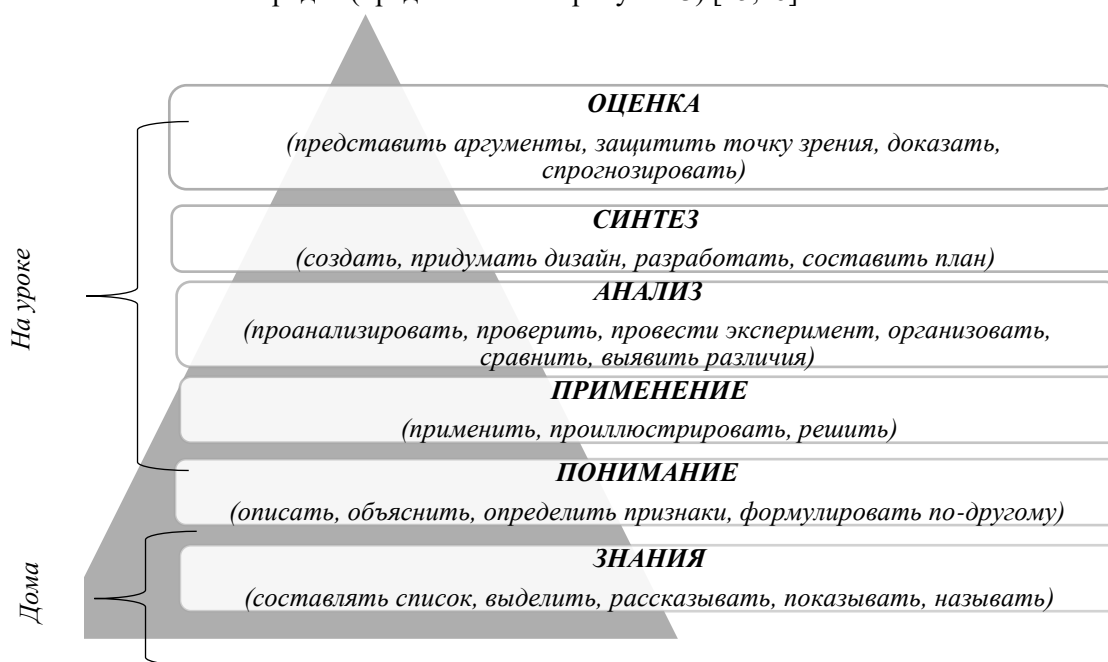 ОЦЕНКА
(представить аргументы, защитить точку зрения, доказать,
спрогнозировать)
СИНТЕЗ
(создать, придумать дизайн, разработать, составить план)
АНАЛИЗ
(проанализировать, проверить, провести эксперимент, организовать,
сравнить, выявить различия)
ПРИМЕНЕНИЕ
(применить, проиллюстрировать, решить)
ПОНИМАНИЕ
(описать, объяснить, определить признаки, формулировать по-другому)
ЗНАНИЯ
(составлять список, выделить, рассказывать, показывать, называть)
На уроке
Дома